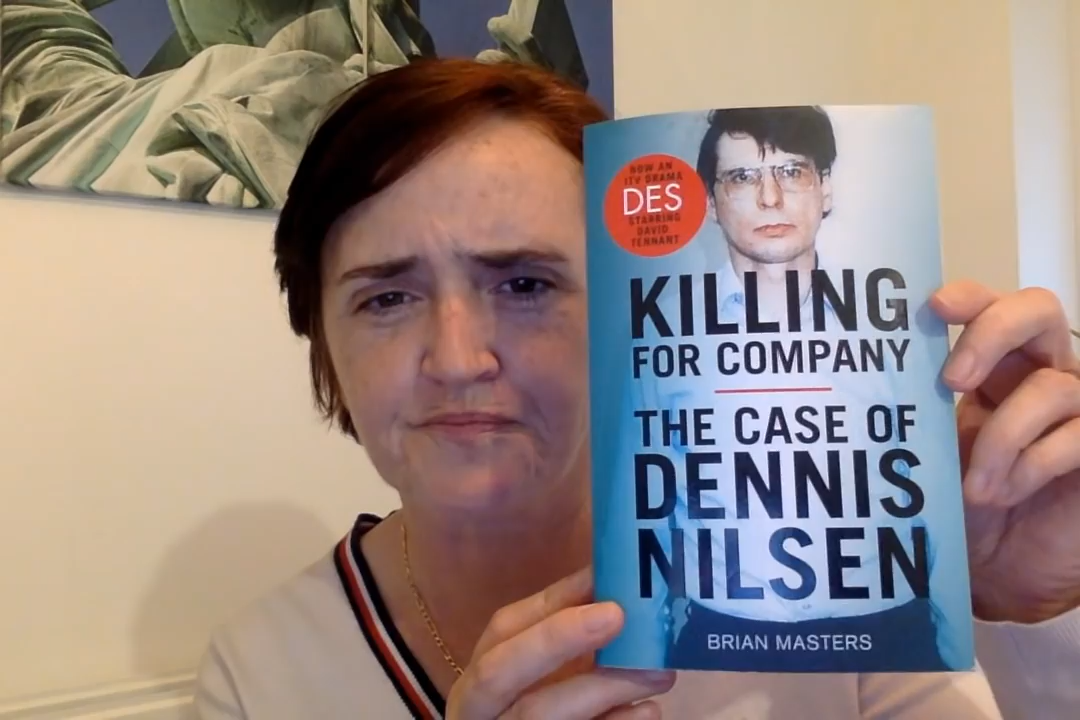 NOW AN
ITV DRAMA
DES
STARRING
DAVID
TENNANT
KILLING
FOR COMPANY
THE CASE OF
DENNIS
NILSEN
BRIAN MASTERS